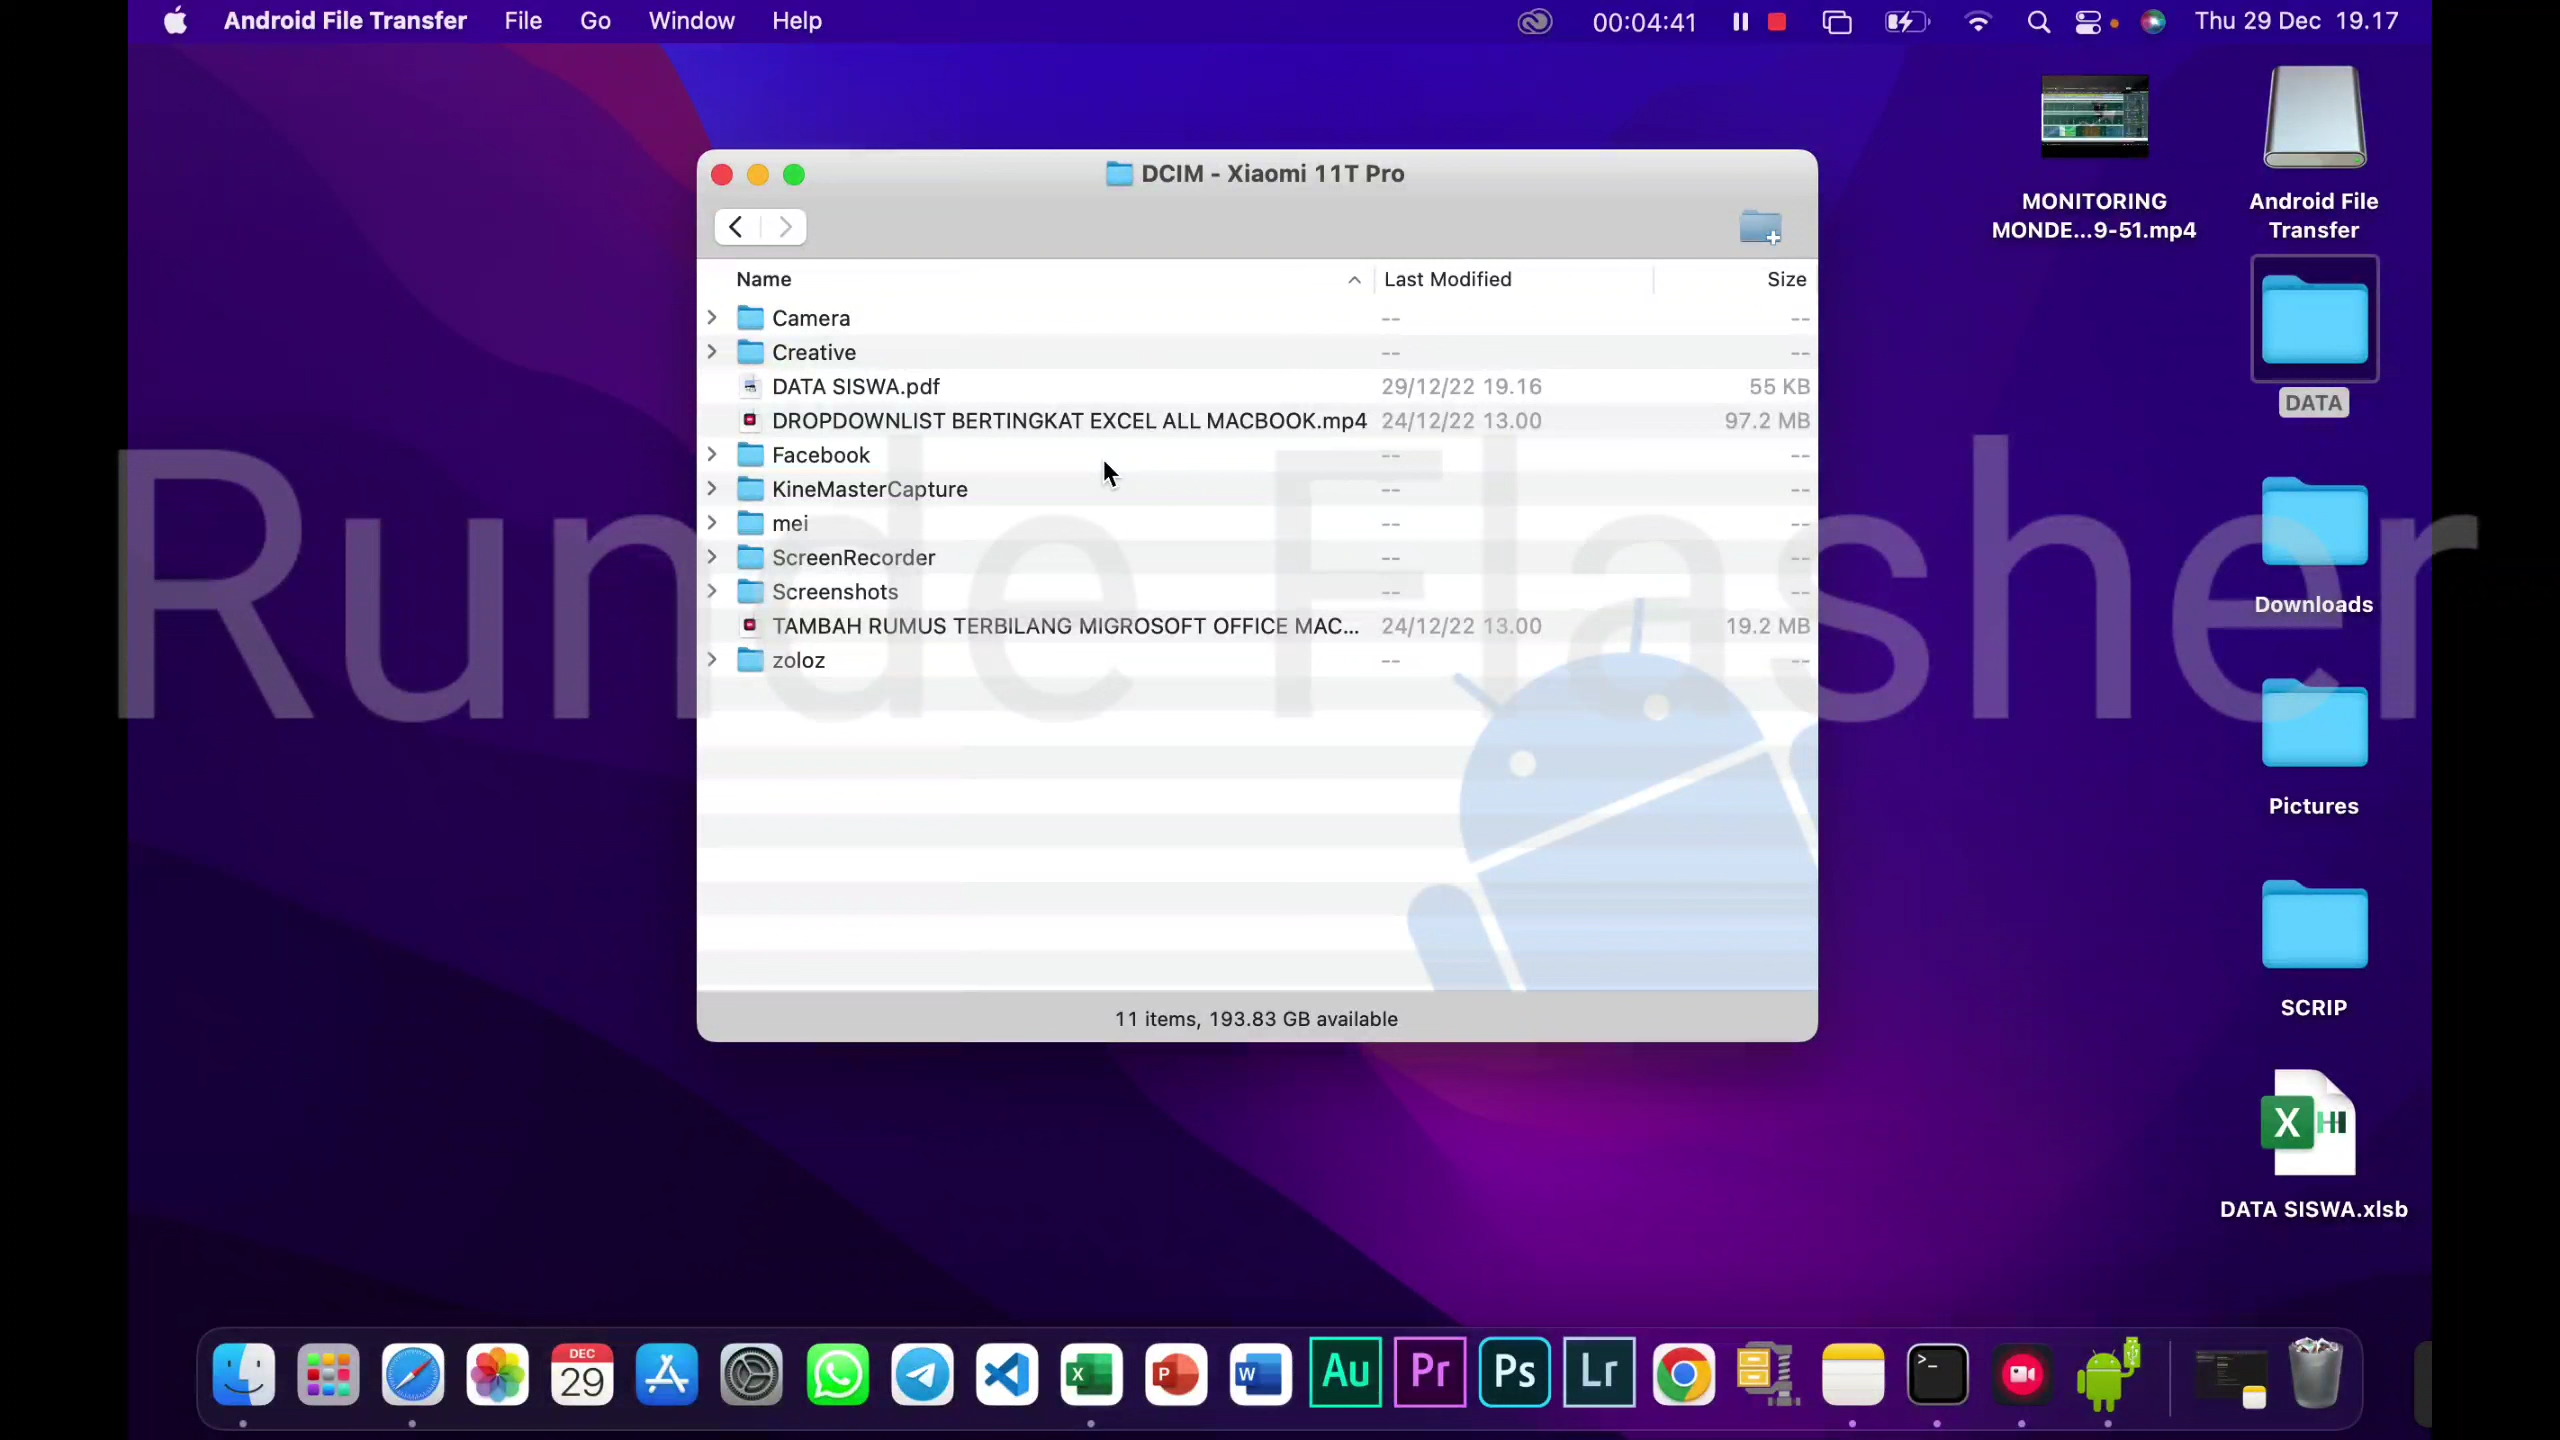 Android File Transfer File Go Window Help 00:04:41 Thu 29 Dec 19.17
DCIM - Xiaomi 11T Pro
Name Last Modified Size
Camera -- --
Creative -- --
DATA SISWA.pdf 29/12/22 19.16 55 KB
DROPDOWNLIST BERTINGKAT EXCEL ALL MACBOOK.mp4 24/12/22 13.00 97.2 MB
Facebook -- --
KineMasterCapture -- --
mei -- --
ScreenRecorder -- --
Screenshots -- --
TAMBAH RUMUS TERBILANG MIGROSOFT OFFICE MAC... 24/12/22 13.00 19.2 MB
zoloz -- --
11 items, 193.83 GB available
Runde Flasher
MONITORING
MONDE...9-51.mp4
Android File
Transfer
DATA
Downloads
Pictures
SCRIP
X
DATA SISWA.xlsb
DEC
29
X
P
W
Au
Pr
Ps
Lr
>_